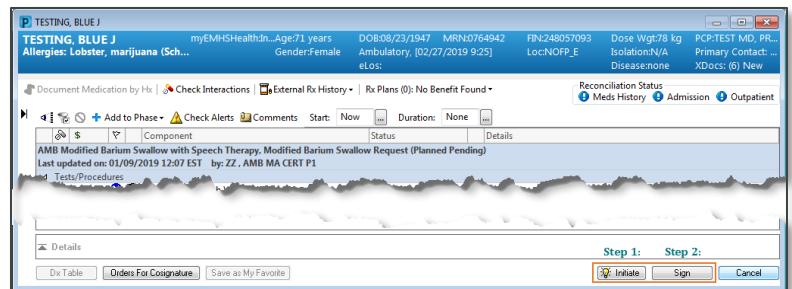 TESTING, BLUE J
TESTING, BLUE J myEMHSHealth:In... Age:71 years DOB:08/23/1947 MRN:0764942 FIN:248057093 Dose Wgt:78 kg PCP:TEST MD, PR...
Allergies: Lobster, marijuana (Sch... Gender:Female Ambulatory, [02/27/2019 9:25] Loc:NOFP_E Isolation:N/A Primary Contact: ...
eLos: Disease:none XDocs: (6) New
Document Medication by Hx Check Interactions External Rx History Rx Plans (0): No Benefit Found
Reconciliation Status
Meds History Admission Outpatient
Add to Phase Check Alerts Comments Start: Now ... Duration: None ...
$ Component Status Details
AMB Modified Barium Swallow with Speech Therapy, Modified Barium Swallow Request (Planned Pending)
Last updated on: 01/09/2019 12:07 EST by: ZZ , AMB MA CERT P1
Tests/Procedures
Details
Step 1: Step 2:
Dx Table Orders For Cosignature Save as My Favorite Initiate Sign Cancel